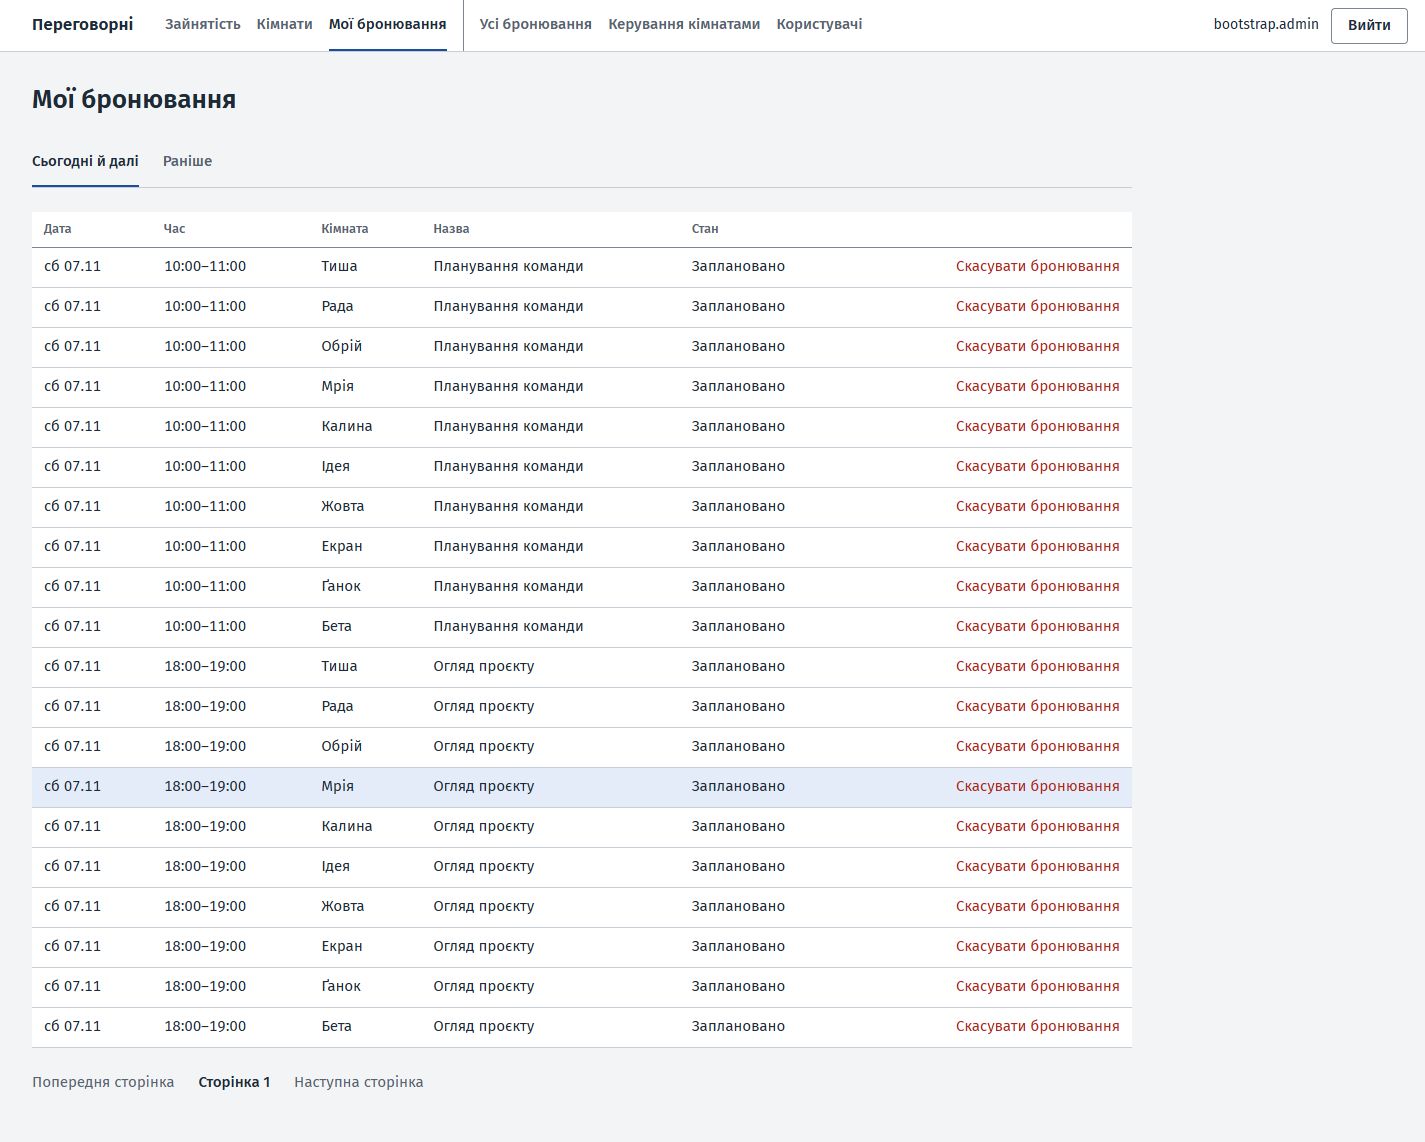 Переговорні Зайнятість Кімнати Мої бронювання Усі бронювання Керування кімнатами Користувачі bootstrap.admin Вийти
Мої бронювання
Сьогодні й далі Раніше
Дата Час Кімната Назва Стан
сб 07.11 10:00–11:00 Тиша Планування команди Заплановано Скасувати бронювання
сб 07.11 10:00–11:00 Рада Планування команди Заплановано Скасувати бронювання
сб 07.11 10:00–11:00 Обрій Планування команди Заплановано Скасувати бронювання
сб 07.11 10:00–11:00 Мрія Планування команди Заплановано Скасувати бронювання
сб 07.11 10:00–11:00 Калина Планування команди Заплановано Скасувати бронювання
сб 07.11 10:00–11:00 Ідея Планування команди Заплановано Скасувати бронювання
сб 07.11 10:00–11:00 Жовта Планування команди Заплановано Скасувати бронювання
сб 07.11 10:00–11:00 Екран Планування команди Заплановано Скасувати бронювання
сб 07.11 10:00–11:00 Ґанок Планування команди Заплановано Скасувати бронювання
сб 07.11 10:00–11:00 Бета Планування команди Заплановано Скасувати бронювання
сб 07.11 18:00–19:00 Тиша Огляд проєкту Заплановано Скасувати бронювання
сб 07.11 18:00–19:00 Рада Огляд проєкту Заплановано Скасувати бронювання
сб 07.11 18:00–19:00 Обрій Огляд проєкту Заплановано Скасувати бронювання
сб 07.11 18:00–19:00 Мрія Огляд проєкту Заплановано Скасувати бронювання
сб 07.11 18:00–19:00 Калина Огляд проєкту Заплановано Скасувати бронювання
сб 07.11 18:00–19:00 Ідея Огляд проєкту Заплановано Скасувати бронювання
сб 07.11 18:00–19:00 Жовта Огляд проєкту Заплановано Скасувати бронювання
сб 07.11 18:00–19:00 Екран Огляд проєкту Заплановано Скасувати бронювання
сб 07.11 18:00–19:00 Ґанок Огляд проєкту Заплановано Скасувати бронювання
сб 07.11 18:00–19:00 Бета Огляд проєкту Заплановано Скасувати бронювання
Попередня сторінка Сторінка 1 Наступна сторінка